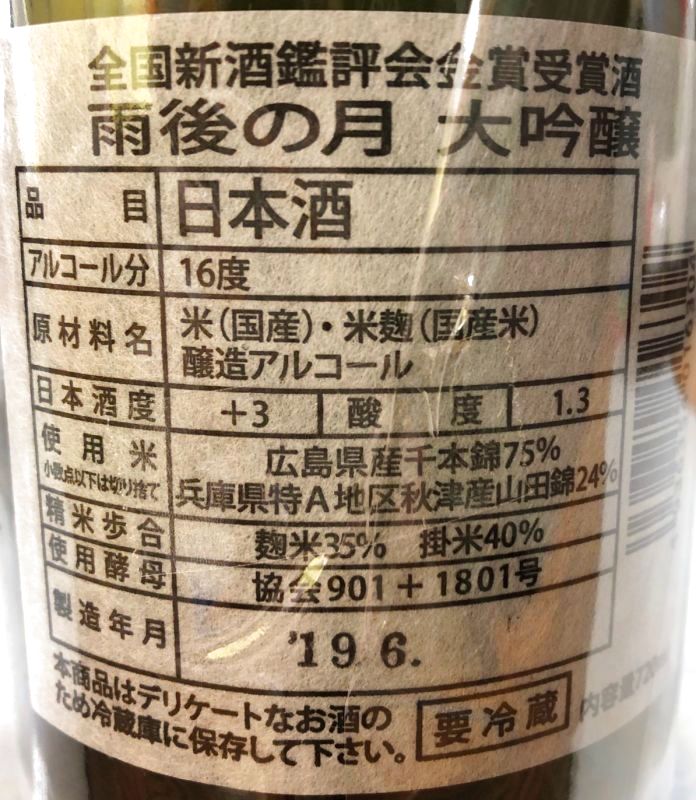 全国新酒鑑評会金賞受賞酒
雨後の月 大吟醸
品目 日本酒
アルコール分 16度
原材料名 米(国産)・米麹(国産米)
醸造アルコール
日本酒度 +3 酸度 1.3
使用米 広島県産千本錦75%
小数点以下は切り捨て 兵庫県特A地区秋津産山田錦24%
精米歩合 麹米35% 掛米40%
使用酵母 協会901+1801号
製造年月 '19 6.
本商品はデリケートなお酒の
ため冷蔵庫に保存して下さい。
要冷蔵
内容量720